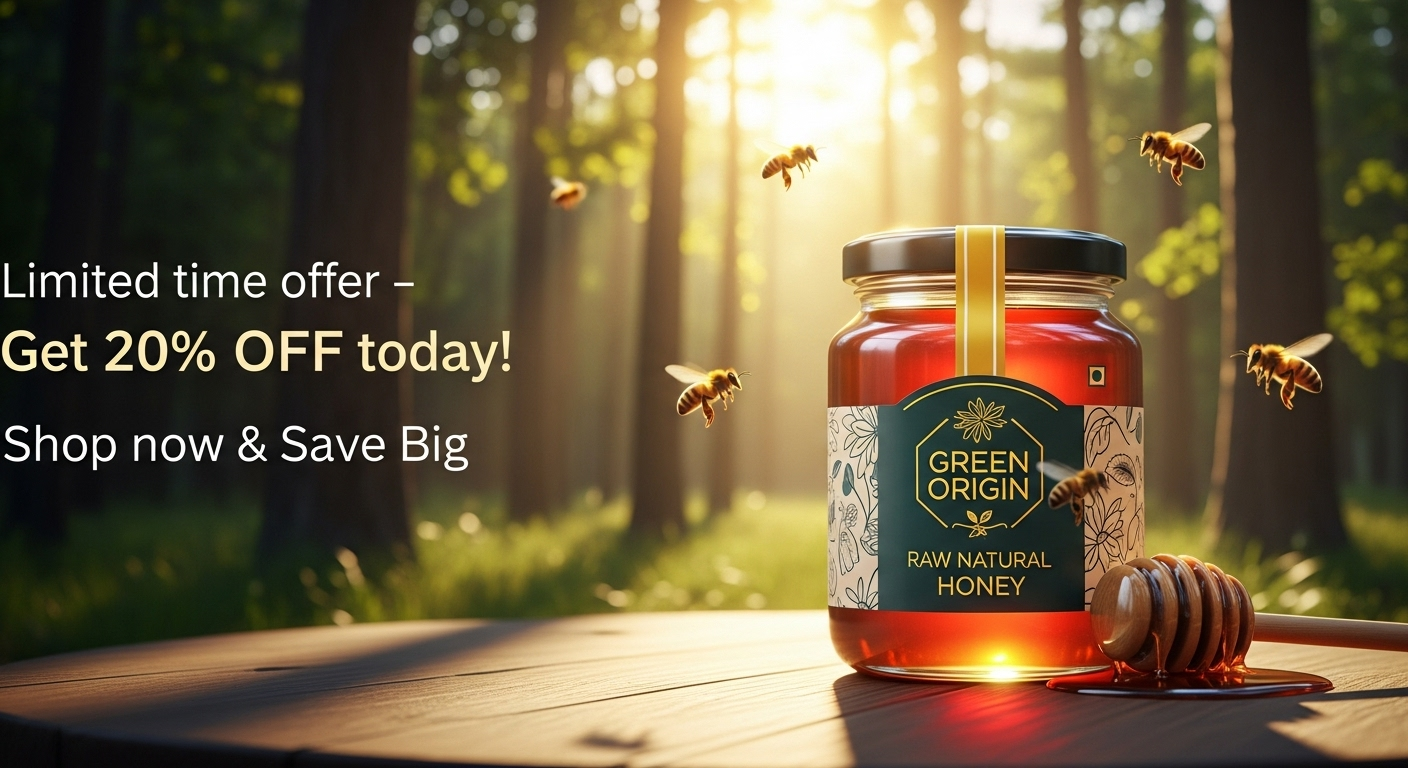 Limited time offer –
Get 20% OFF today!
Shop now & Save Big
GREEN
ORIGIN
RAW NATURAL
HONEY